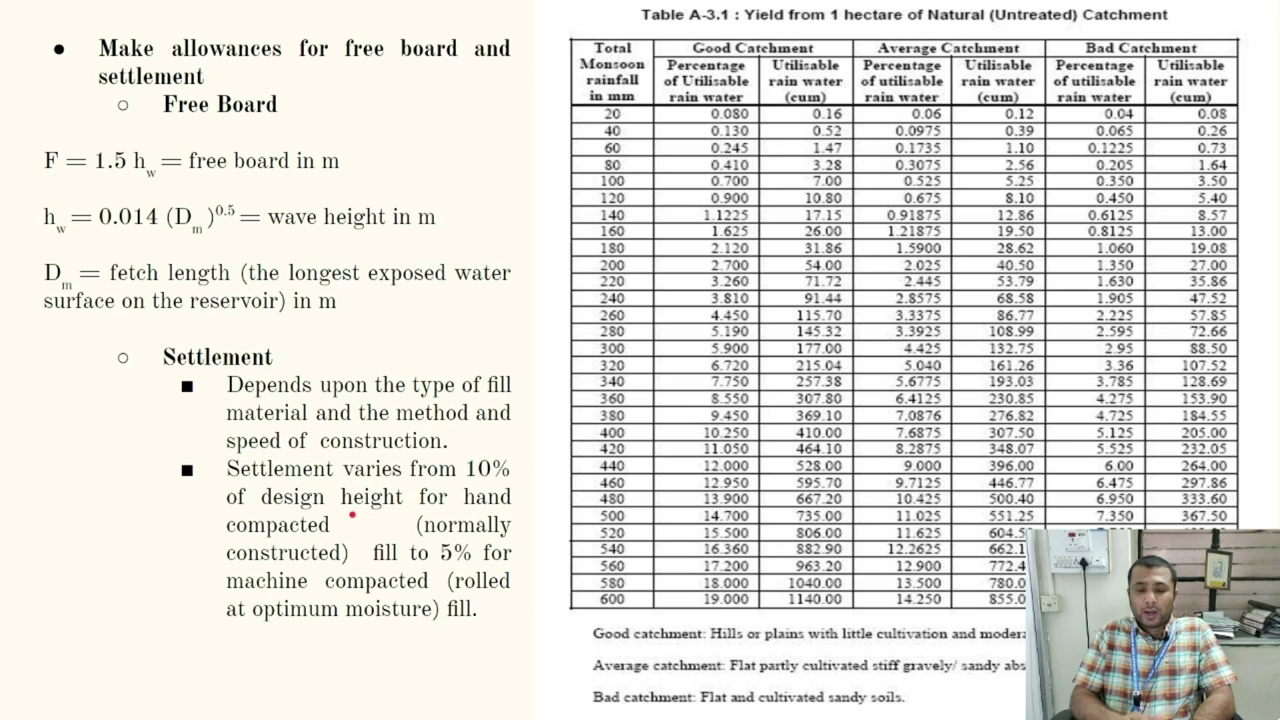 ● Make allowances for free board and
settlement
○ Free Board
F = 1.5 h_w = free board in m
h_w = 0.014 (D_m)^0.5 = wave height in m
D_m = fetch length (the longest exposed water
surface on the reservoir) in m
○ Settlement
■ Depends upon the type of fill
material and the method and
speed of construction.
■ Settlement varies from 10%
of design height for hand
compacted (normally
constructed) fill to 5% for
machine compacted (rolled
at optimum moisture) fill.
Table A-3.1 : Yield from 1 hectare of Natural (Untreated) Catchment
Total Good Catchment Average Catchment Bad Catchment
Monsoon Percentage Utilisable Percentage Utilisable Percentage Utilisable
rainfall of Utilisable rain water of utilisable rain water of utilisable rain water
in mm rain water (cum) rain water (cum) rain water (cum)
20 0.080 0.16 0.06 0.12 0.04 0.08
40 0.130 0.52 0.0975 0.39 0.065 0.26
60 0.245 1.47 0.1735 1.10 0.1225 0.73
80 0.410 3.28 0.3075 2.56 0.205 1.64
100 0.700 7.00 0.525 5.25 0.350 3.50
120 0.900 10.80 0.675 8.10 0.450 5.40
140 1.1225 17.15 0.91875 12.86 0.6125 8.57
160 1.625 26.00 1.21875 19.50 0.8125 13.00
180 2.120 31.86 1.5900 28.62 1.060 19.08
200 2.700 54.00 2.025 40.50 1.350 27.00
220 3.260 71.72 2.445 53.79 1.630 35.86
240 3.810 91.44 2.8575 68.58 1.905 47.52
260 4.450 115.70 3.3375 86.77 2.225 57.85
280 5.190 145.32 3.3925 108.99 2.595 72.66
300 5.900 177.00 4.425 132.75 2.95 88.50
320 6.720 215.04 5.040 161.26 3.36 107.52
340 7.750 257.38 5.6775 193.03 3.785 128.69
360 8.550 307.80 6.4125 230.85 4.275 153.90
380 9.450 369.10 7.0876 276.82 4.725 184.55
400 10.250 410.00 7.6875 307.50 5.125 205.00
420 11.050 464.10 8.2875 348.07 5.525 232.05
440 12.000 528.00 9.000 396.00 6.00 264.00
460 12.950 595.70 9.7125 446.77 6.475 297.86
480 13.900 667.20 10.425 500.40 6.950 333.60
500 14.700 735.00 11.025 551.25 7.350 367.50
520 15.500 806.00 11.625 604.5
540 16.360 882.90 12.2625 662.1
560 17.200 963.20 12.900 772.4
580 18.000 1040.00 13.500 780.0
600 19.000 1140.00 14.250 855.0
Good catchment: Hills or plains with little cultivation and moder
Average catchment: Flat partly cultivated stiff gravely/ sandy abs
Bad catchment: Flat and cultivated sandy soils.